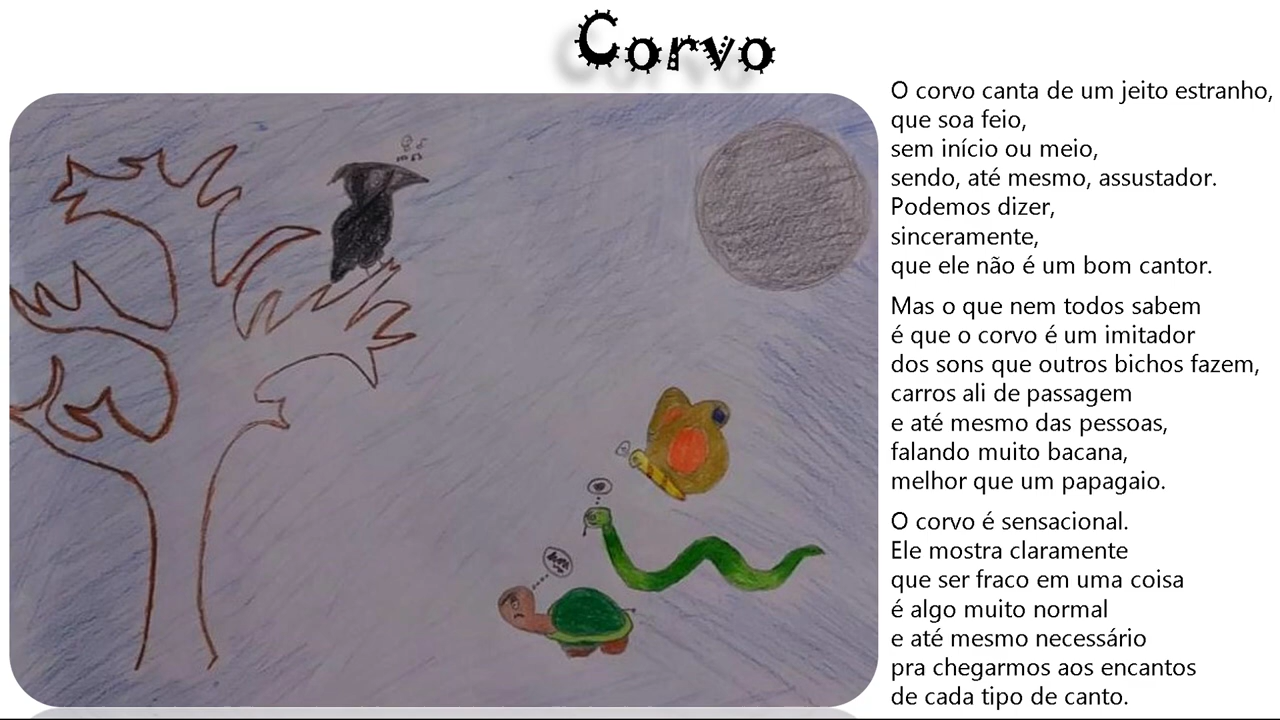 Corvo
O corvo canta de um jeito estranho,
que soa feio,
sem início ou meio,
sendo, até mesmo, assustador.
Podemos dizer,
sinceramente,
que ele não é um bom cantor.
Mas o que nem todos sabem
é que o corvo é um imitador
dos sons que outros bichos fazem,
carros ali de passagem
e até mesmo das pessoas,
falando muito bacana,
melhor que um papagaio.
O corvo é sensacional.
Ele mostra claramente
que ser fraco em uma coisa
é algo muito normal
e até mesmo necessário
pra chegarmos aos encantos
de cada tipo de canto.